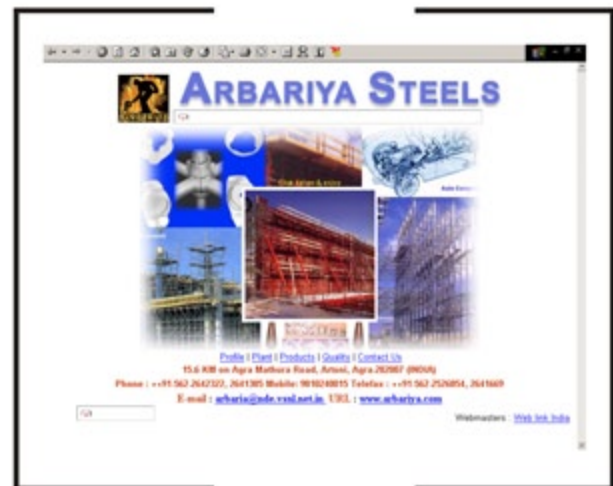 ARBARIYA STEELS
Profile | Plant | Products | Quality | Contact Us
15.6 KM on Agra Mathura Road, Artoni, Agra-282007 (INDIA)
Phone : ++91 562 2642322, 2641305 Mobile: 9810240015 Telefax : ++91 562 2526054, 2641669
E-mail : arbaria@nde.vsnl.net.in URL : www.arbariya.com
Webmasters : Web link India